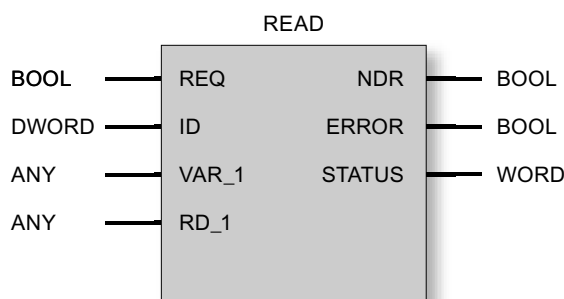 READ
BOOL REQ NDR BOOL
DWORD ID ERROR BOOL
ANY VAR_1 STATUS WORD
ANY RD_1